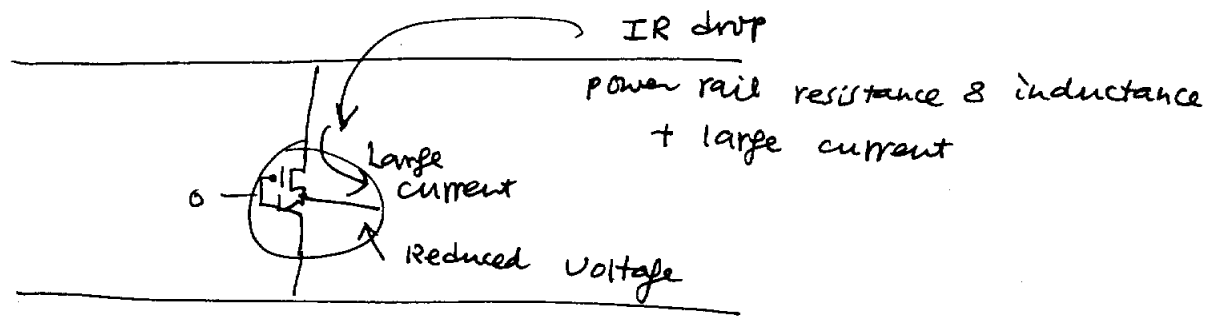 IR drop
power rail resistance & inductance
+ large current
Large
current
0
Reduced voltage